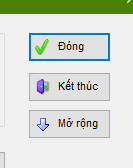 Đóng
Kết thúc
Mở rộng